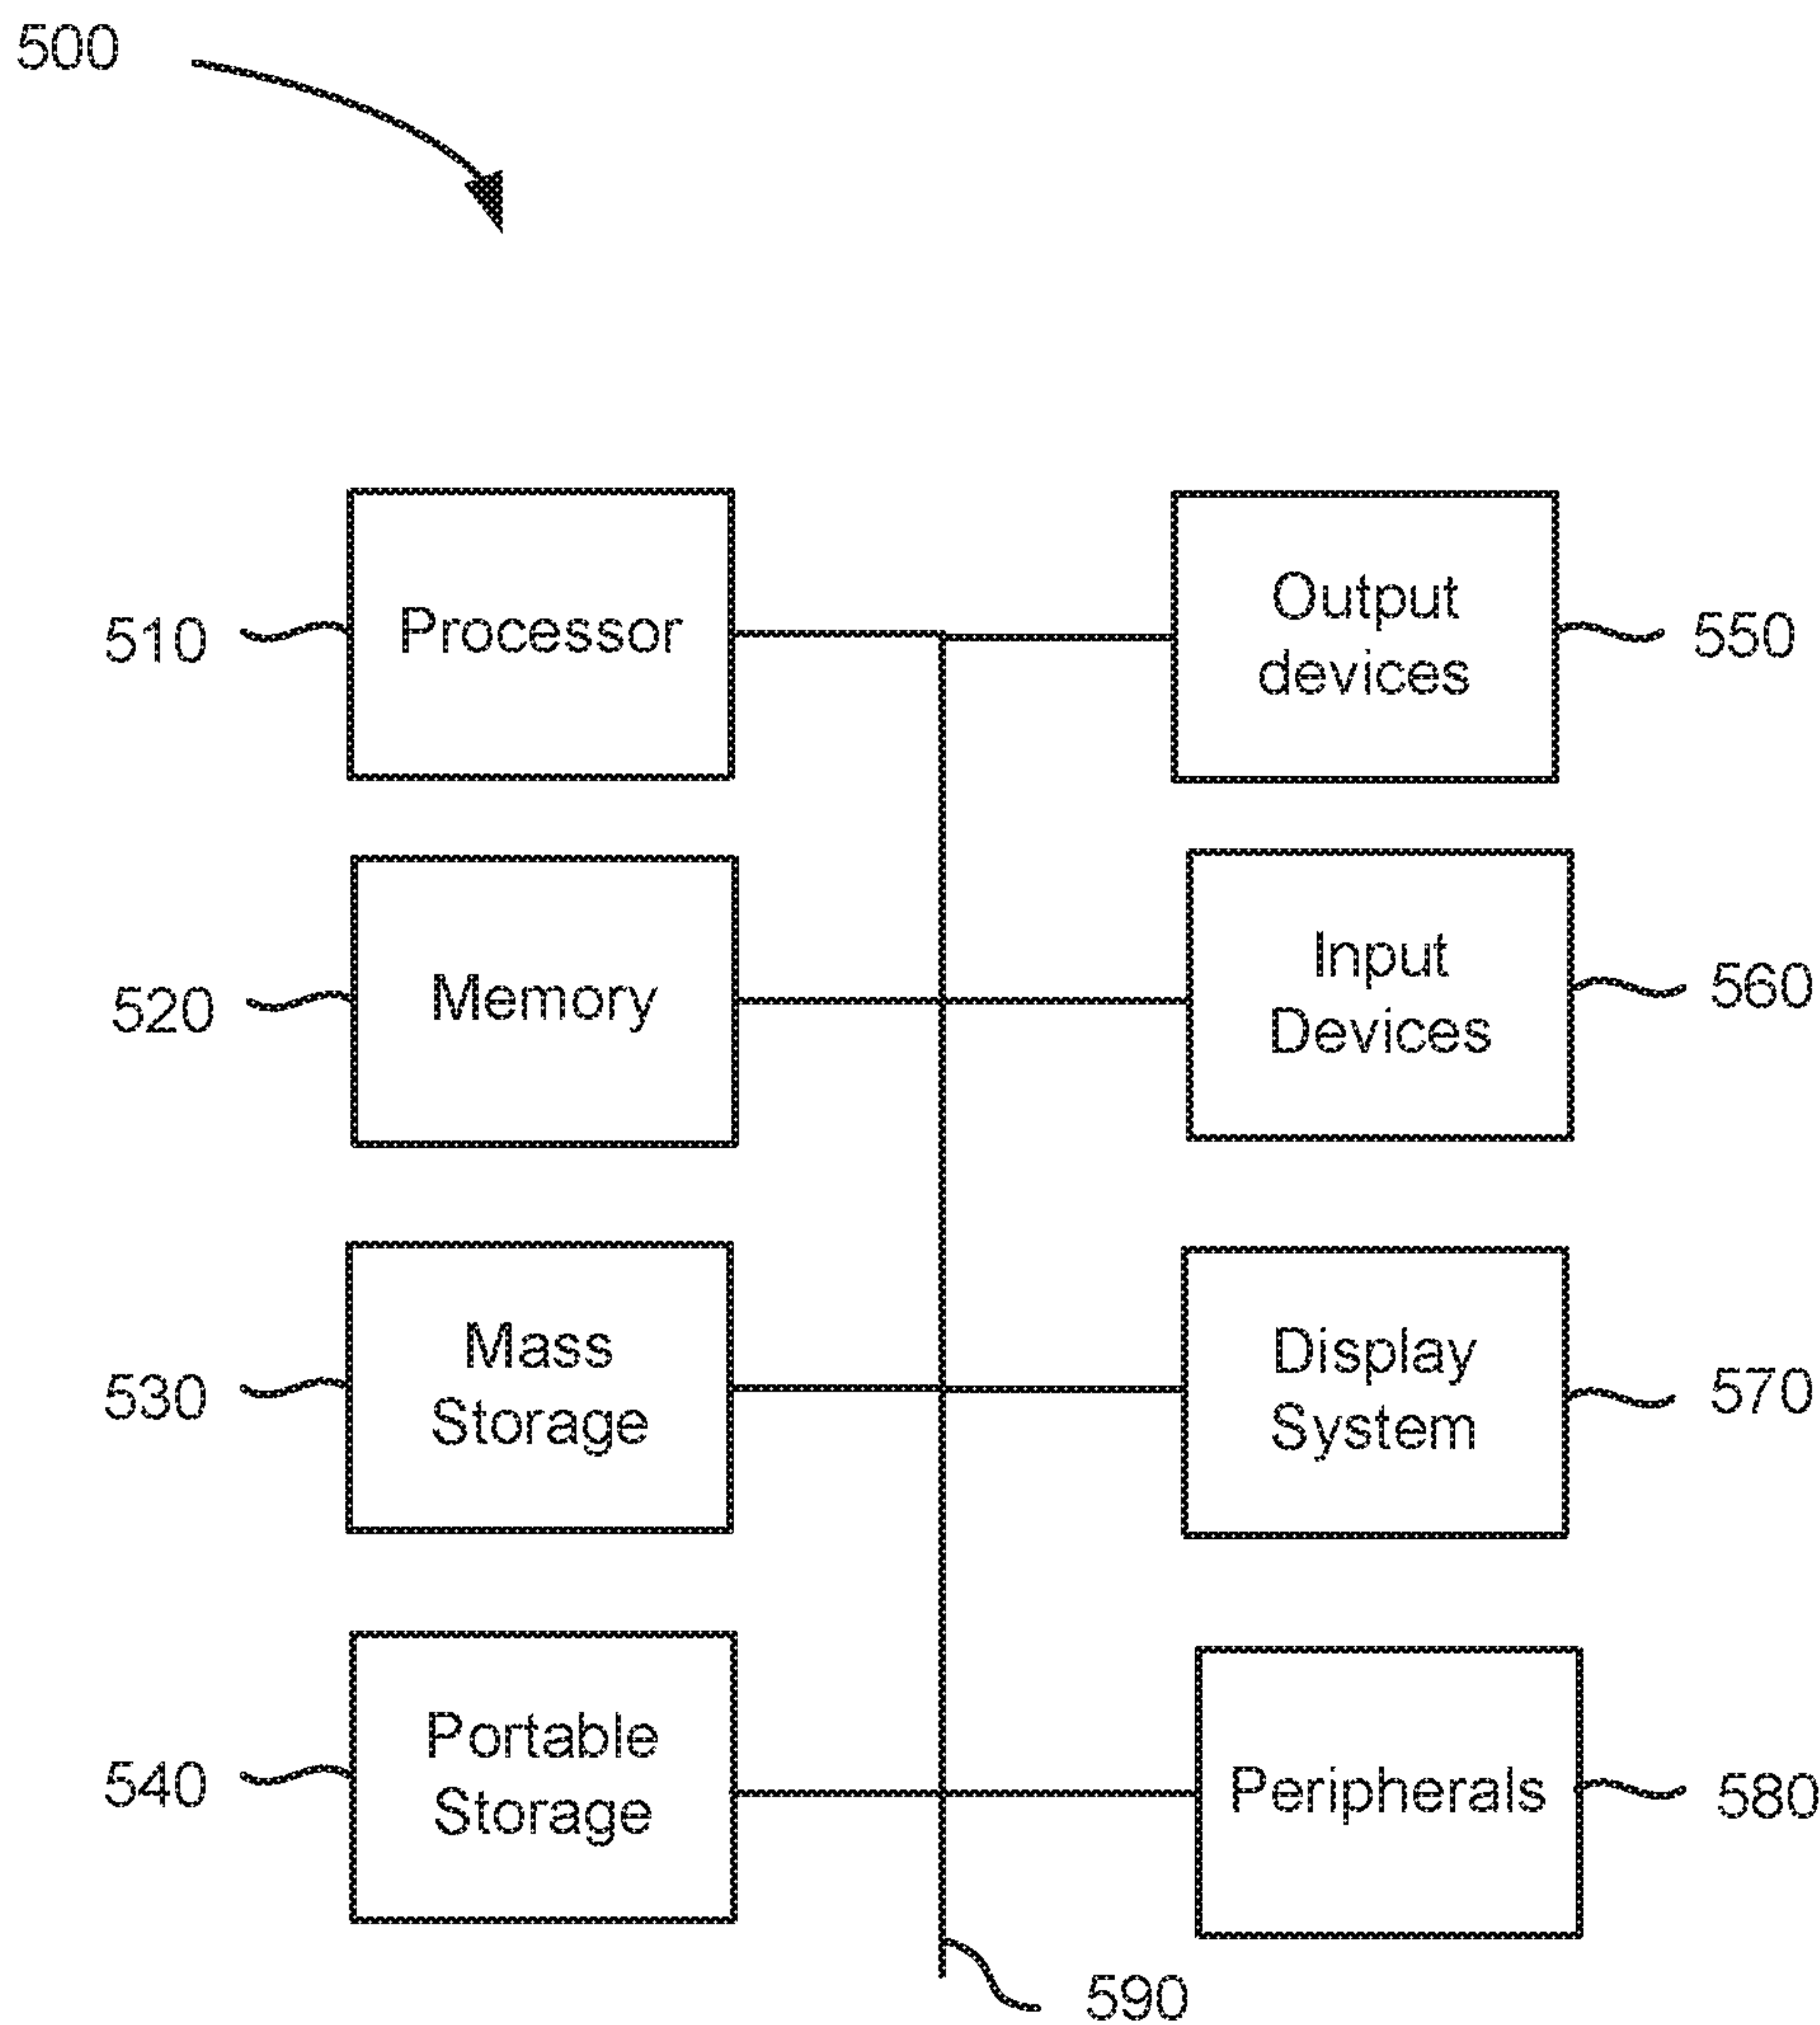 500
510
Processor
Output
devices
550
520
Memory
Input
Devices
560
530
Mass
Storage
Display
System
570
540
Portable
Storage
Peripherals
580
590